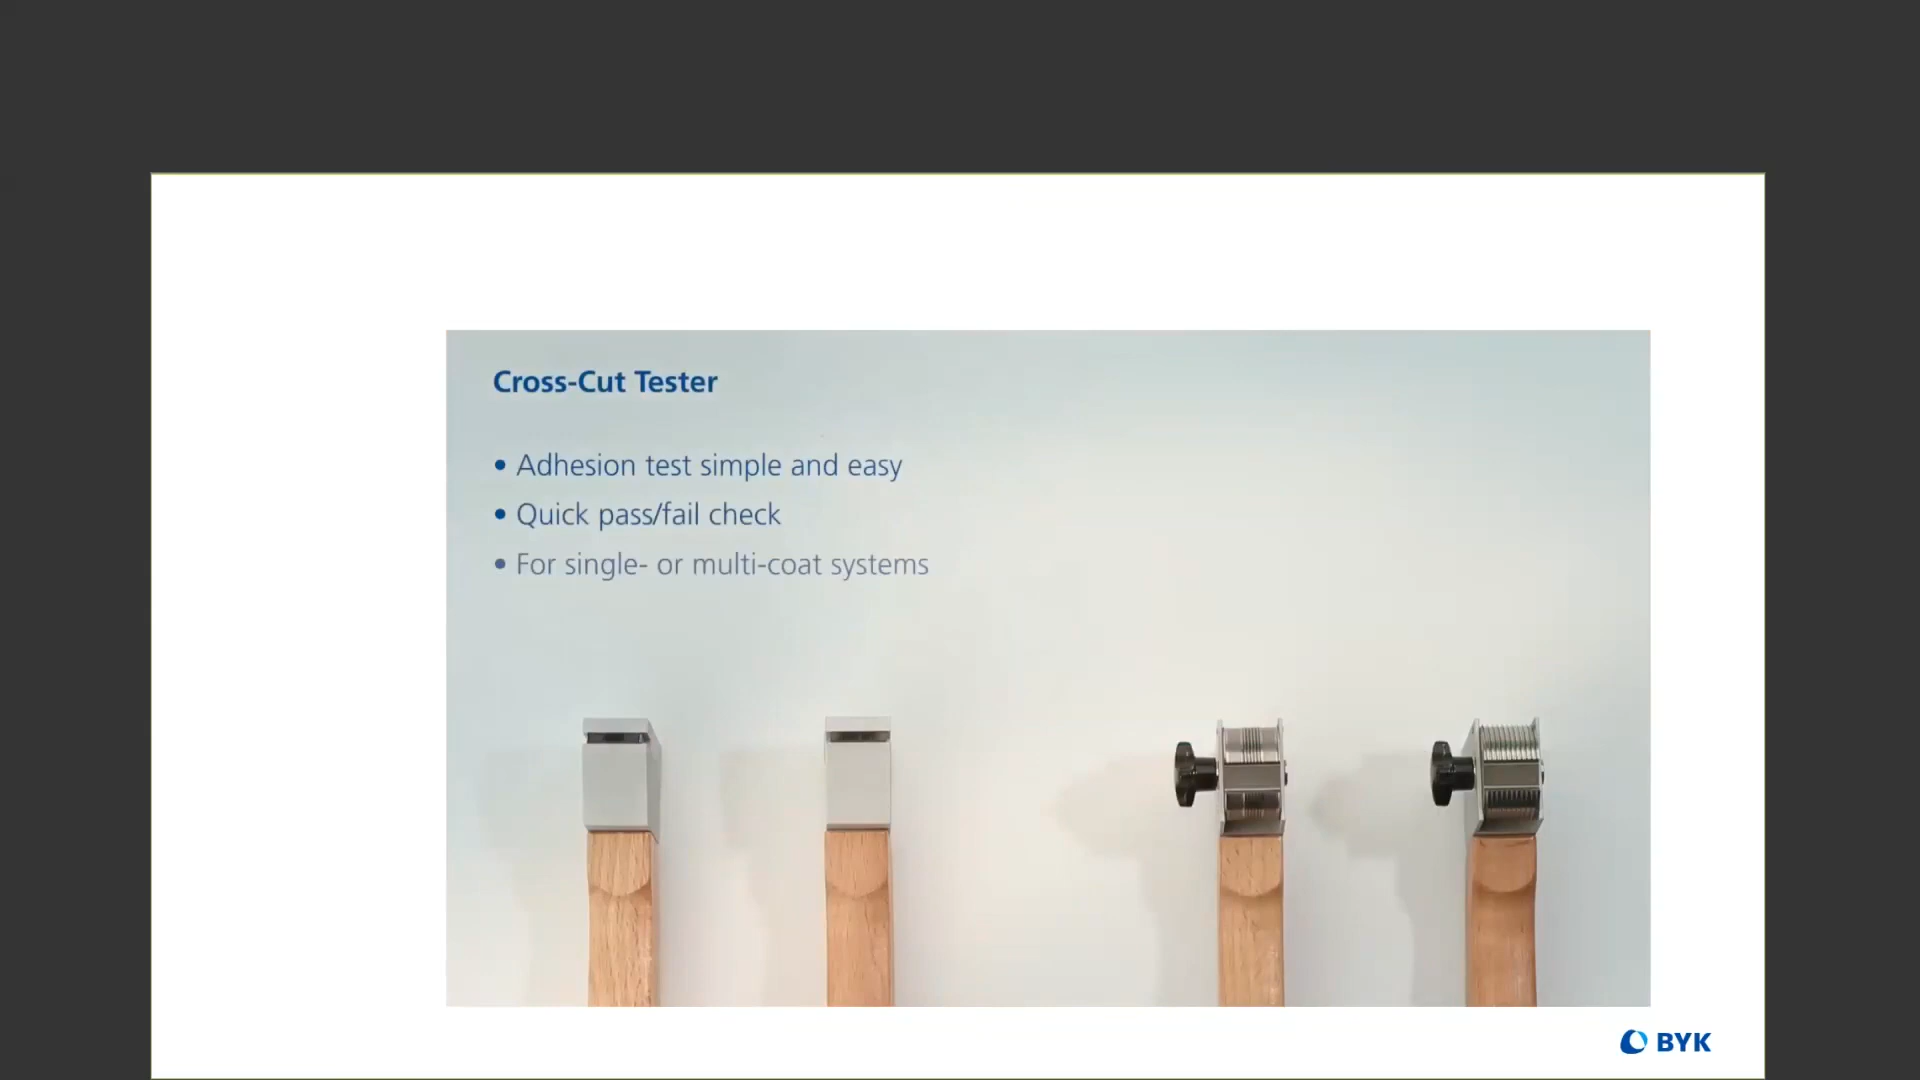 Cross-Cut Tester
• Adhesion test simple and easy
• Quick pass/fail check
• For single- or multi-coat systems
BYK